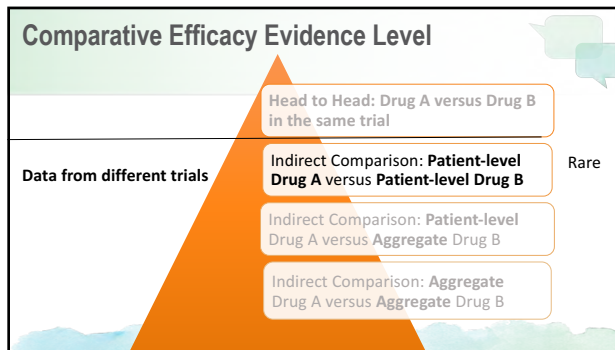 Comparative Efficacy Evidence Level
Head to Head: Drug A versus Drug B
in the same trial
Data from different trials
Indirect Comparison: Patient-level
Drug A versus Patient-level Drug B
Rare
Indirect Comparison: Patient-level
Drug A versus Aggregate Drug B
Indirect Comparison: Aggregate
Drug A versus Aggregate Drug B